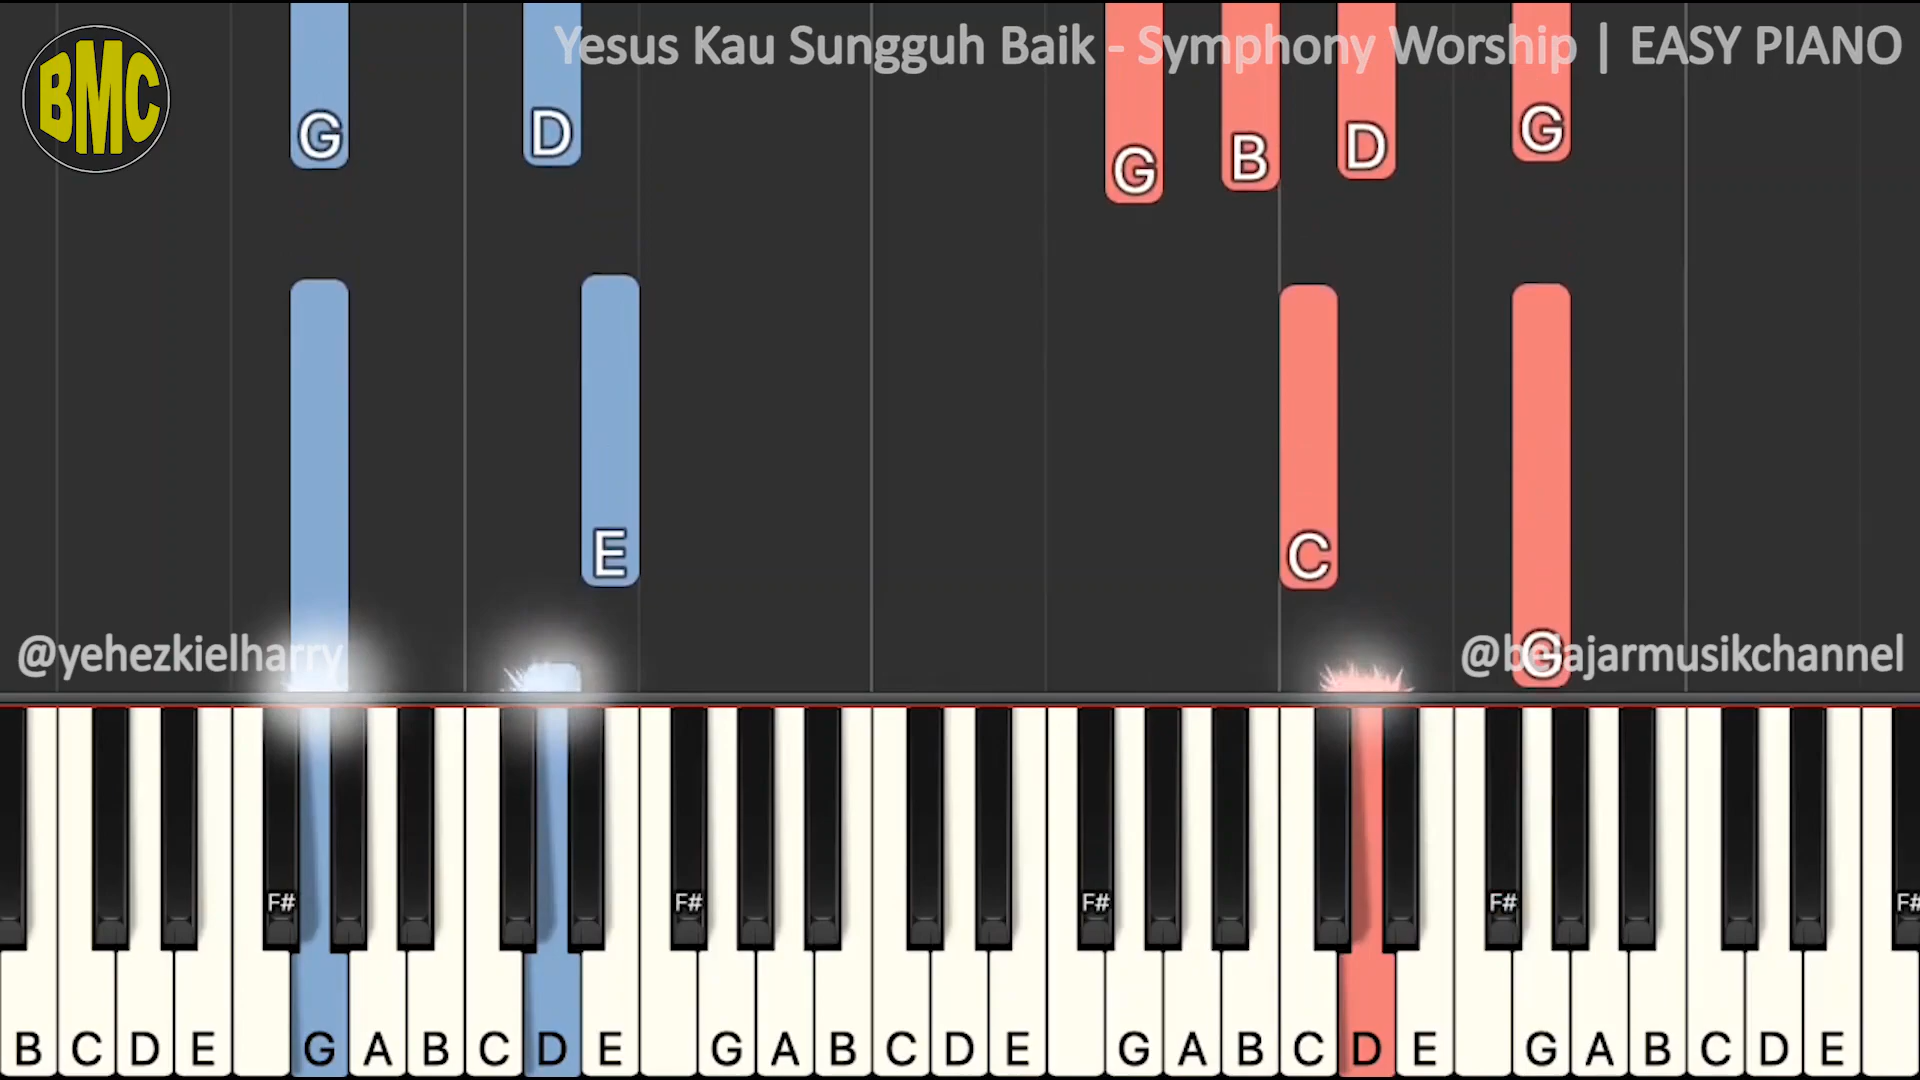 Yesus Kau Sungguh Baik - Symphony Worship | EASY PIANO
BMC
G D G B D G
E C
@yehezkielharry G @belajarmusikchannel
F# F# F# F# F#
B C D E G A B C D E G A B C D E G A B C D E G A B C D E